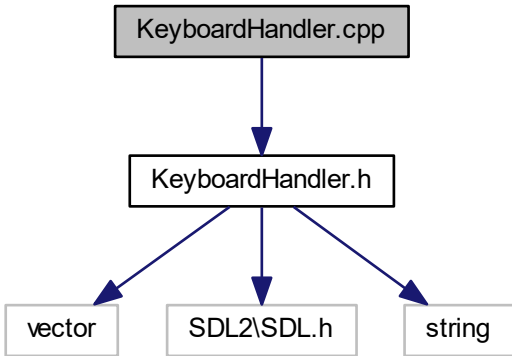 KeyboardHandler.cpp
KeyboardHandler.h
vector
SDL2\SDL.h
string